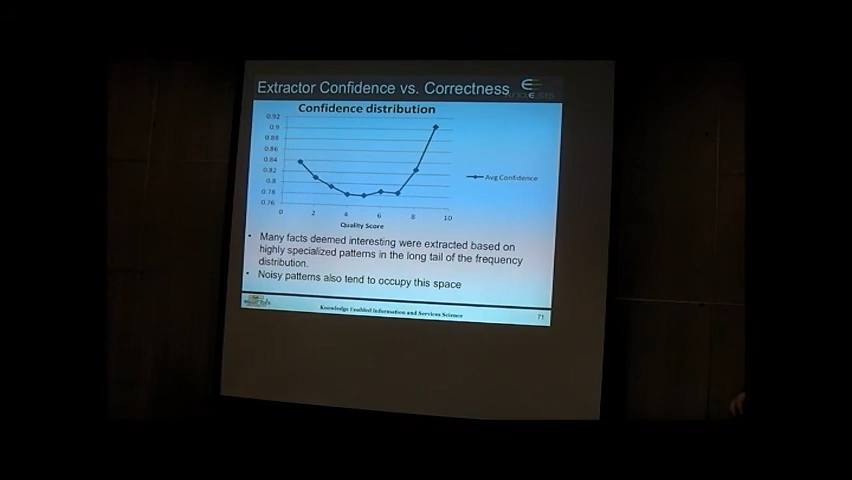 Extractor Confidence vs. Correctness
Confidence distribution
0.92
0.9
0.88
0.86
0.84
0.82
0.8
0.78
0.76
0
2
4
6
8
10
Avg Confidence
Quality Score
• Many facts deemed interesting were extracted based on
highly specialized patterns in the long tail of the frequency
distribution.
• Noisy patterns also tend to occupy this space
Knowledge Enabled Information and Services Science
71